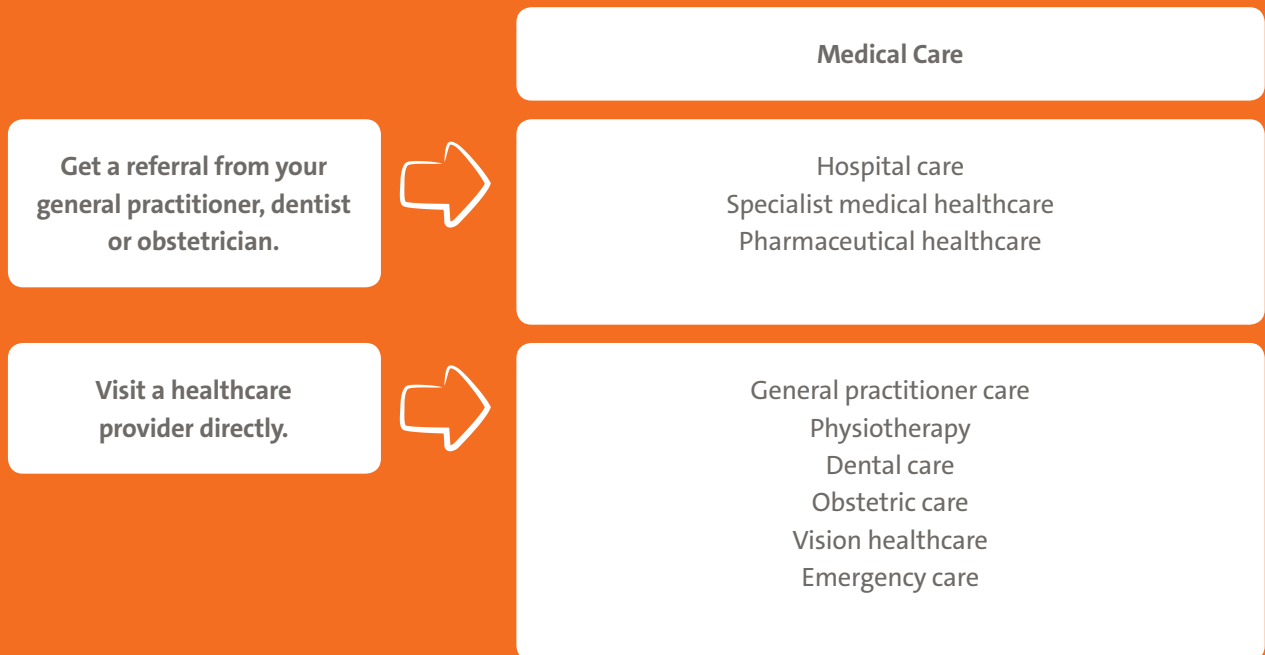 Medical Care
Get a referral from your
general practitioner, dentist
or obstetrician.
Hospital care
Specialist medical healthcare
Pharmaceutical healthcare
Visit a healthcare
provider directly.
General practitioner care
Physiotherapy
Dental care
Obstetric care
Vision healthcare
Emergency care